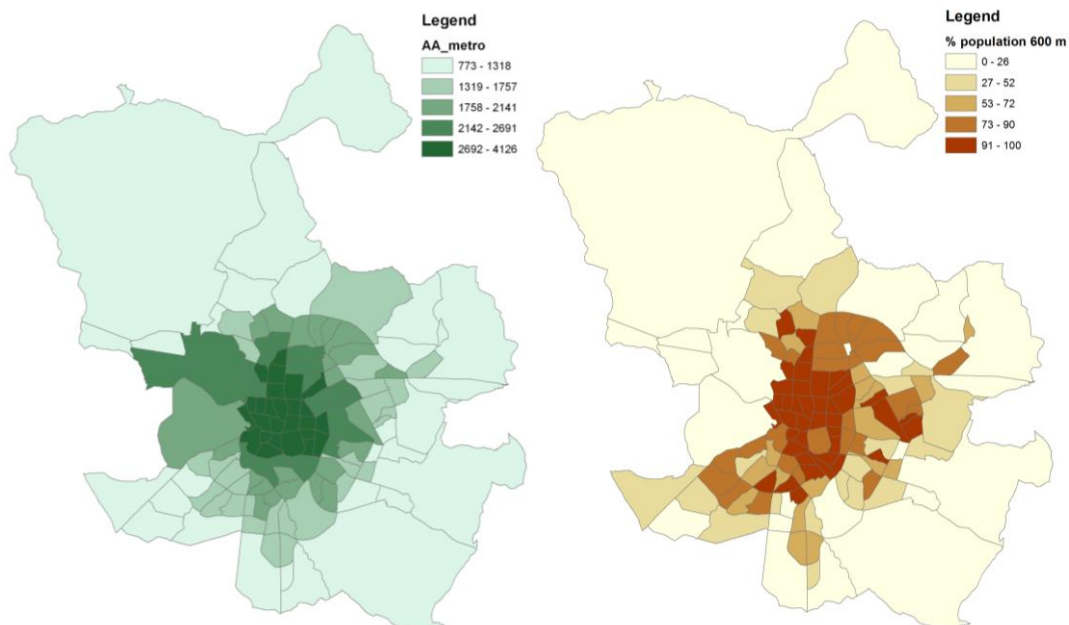 Legend
AA_metro
773 - 1318
1319 - 1757
1758 - 2141
2142 - 2691
2692 - 4126
Legend
% population 600 m
0 - 26
27 - 52
53 - 72
73 - 90
91 - 100